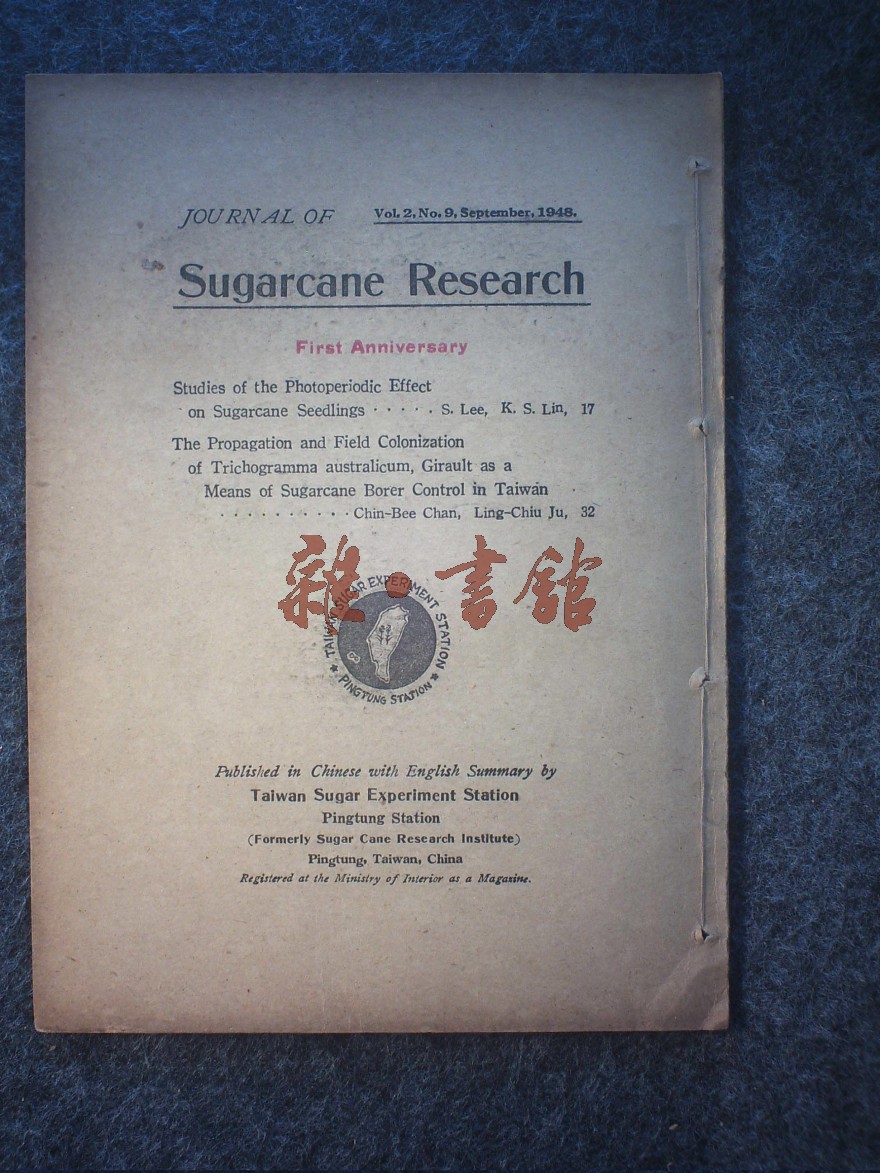 JOURNAL OF Vol. 2, No. 9, September, 1948.
Sugarcane Research
First Anniversary
Studies of the Photoperiodic Effect
on Sugarcane Seedlings · · · · · S. Lee, K. S. Lin, 17
The Propagation and Field Colonization
of Trichogramma australicum, Girault as a
Means of Sugarcane Borer Control in Taiwan
· · · · · · · · · · Chin-Bee Chan, Ling-Chiu Ju, 32
雜·書館
TAIWAN SUGAR EXPERIMENT STATION
★ PINGTUNG STATION ★
Published in Chinese with English Summary by
Taiwan Sugar Experiment Station
Pingtung Station
(Formerly Sugar Cane Research Institute)
Pingtung, Taiwan, China
Registered at the Ministry of Interior as a Magazine.